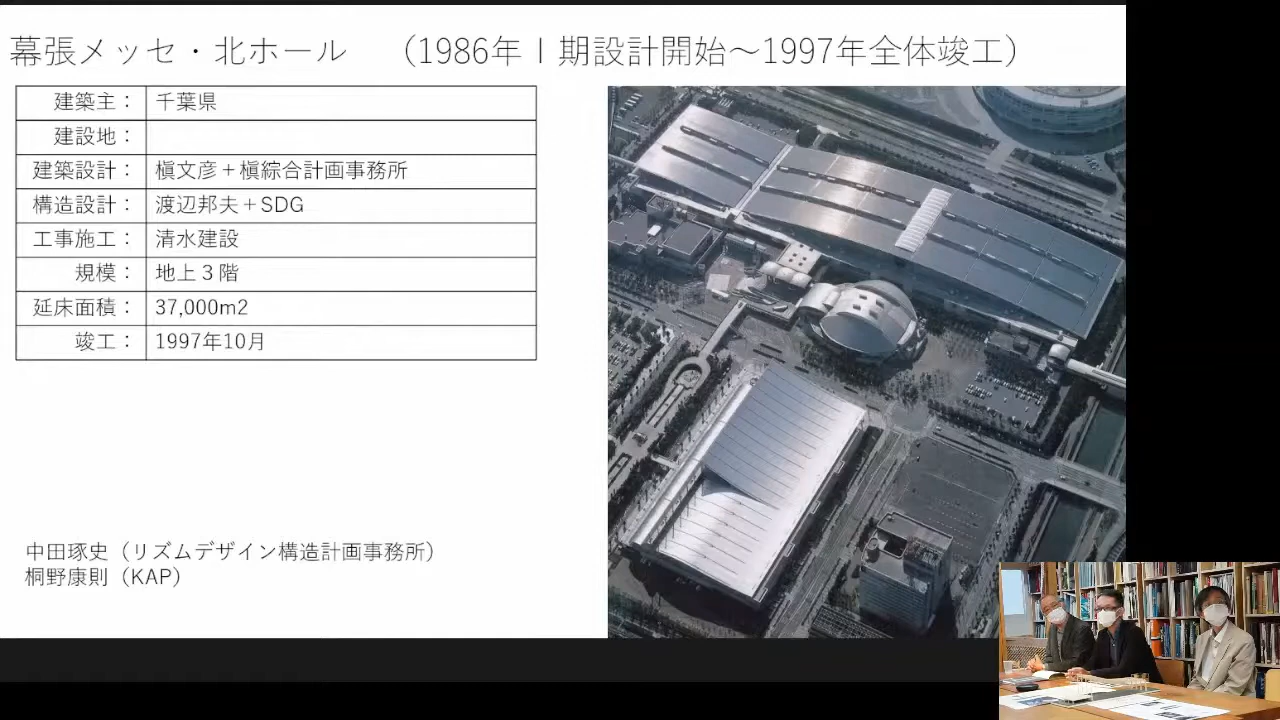 幕張メッセ・北ホール （1986年Ⅰ期設計開始～1997年全体竣工）
建築主： 千葉県
建設地：
建築設計： 槇文彦＋槇綜合計画事務所
構造設計： 渡辺邦夫＋SDG
工事施工： 清水建設
規模： 地上３階
延床面積： 37,000m2
竣工： 1997年10月
中田琢史（リズムデザイン構造計画事務所）
桐野康則（KAP）